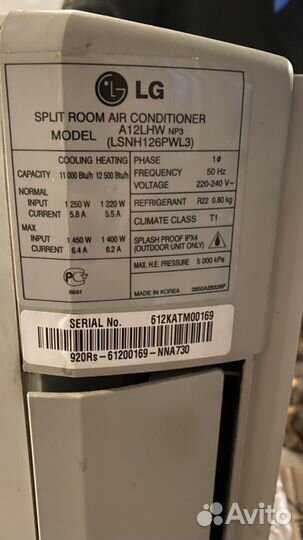 LG
SPLIT ROOM AIR CONDITIONER
MODEL A12LHW NP3
(LSNH126PWL3)
COOLING HEATING
CAPACITY 11 000 Btu/h 12 500 Btu/h
NORMAL
INPUT 1 250 W 1 220 W
CURRENT 5.8 A 5.5 A
MAX
INPUT 1 450 W 1 400 W
CURRENT 6.4 A 6.2 A
PHASE 1ø
FREQUENCY 50 Hz
VOLTAGE 220-240 V~
REFRIGERANT R22 0.80 kg
CLIMATE CLASS T1
SPLASH PROOF IPX4
(OUTDOOR UNIT ONLY)
MAX. H.E. PRESSURE 5 000 kPa
MADE IN KOREA 3850A28326P
SERIAL No. 612KATM00169
920Rs-61200169-NNA730
Avito